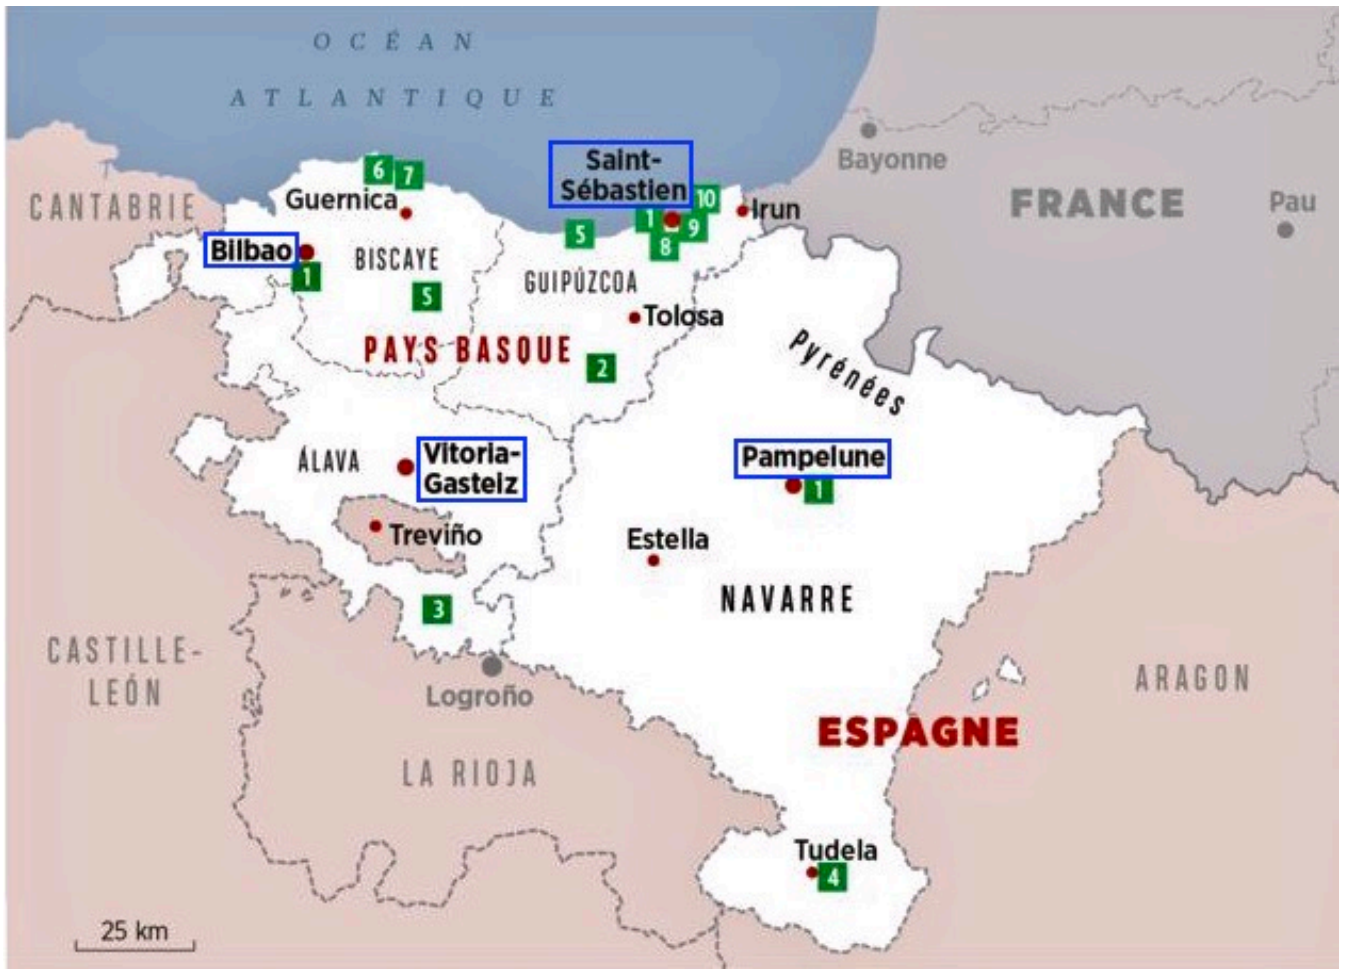 OCÉAN
ATLANTIQUE
Saint-
Sébastien
Bayonne
6
7
CANTABRIE
Guernica
10
Irun
FRANCE
Pau
1
9
5
8
Bilbao
BISCAYE
1
GUIPÚZCOA
5
Tolosa
PAYS BASQUE
2
Pyrénées
ÁLAVA
Vitoria-
Gasteiz
Pampelune
1
Treviño
Estella
NAVARRE
3
CASTILLE-
LEÓN
Logroño
ARAGON
ESPAGNE
LA RIOJA
Tudela
4
25 km